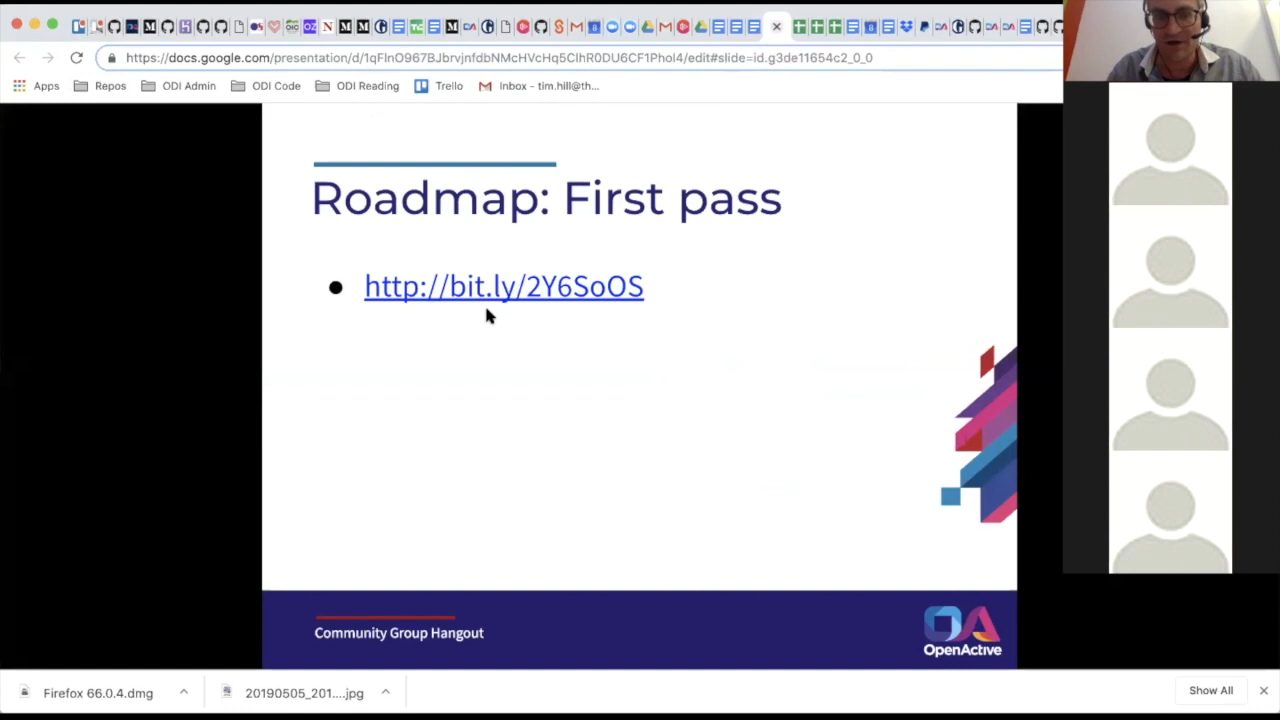 https://docs.google.com/presentation/d/1qFlnO967BJbrvjnfdbNMcHVcHq5ClhR0DU6CF1Phol4/edit#slide=id.g3de11654c2_0_0
Apps Repos ODI Admin ODI Code ODI Reading Trello Inbox - tim.hill@th...
Roadmap: First pass
http://bit.ly/2Y6SoOS
Community Group Hangout
OpenActive
Firefox 66.0.4.dmg 20190505_201....jpg Show All